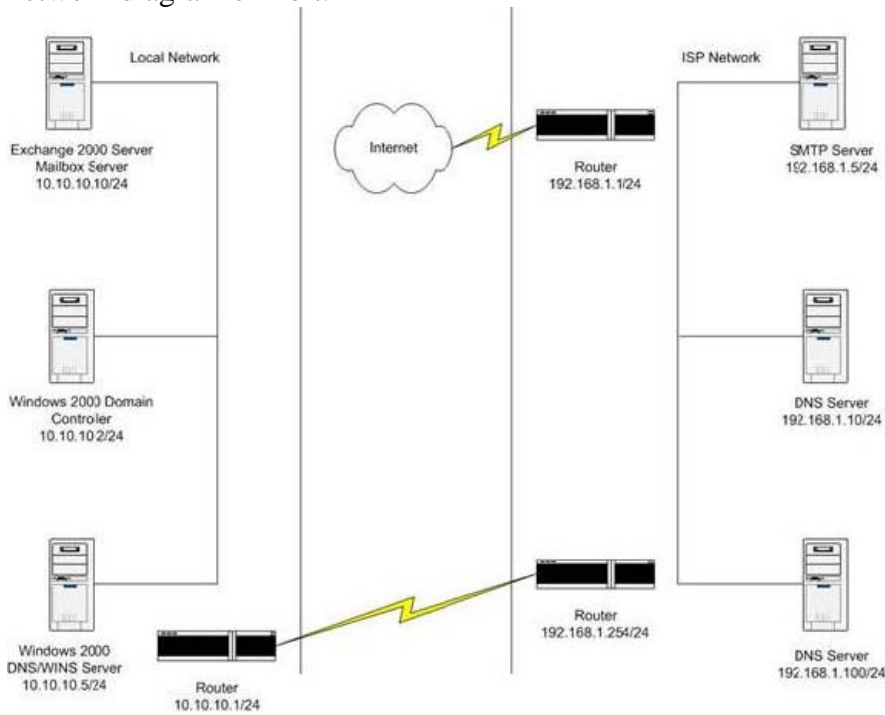 Local Network
ISP Network
Exchange 2000 Server
Mailbox Server
10.10.10.10/24
Internet
Router
192.168.1.1/24
SMTP Server
192.168.1.5/24
Windows 2000 Domain
Controller
10.10.10.2/24
DNS Server
192.168.1.10/24
Windows 2000
DNS/WINS Server
10.10.10.5/24
Router
10.10.10.1/24
Router
192.168.1.254/24
DNS Server
192.168.1.100/24